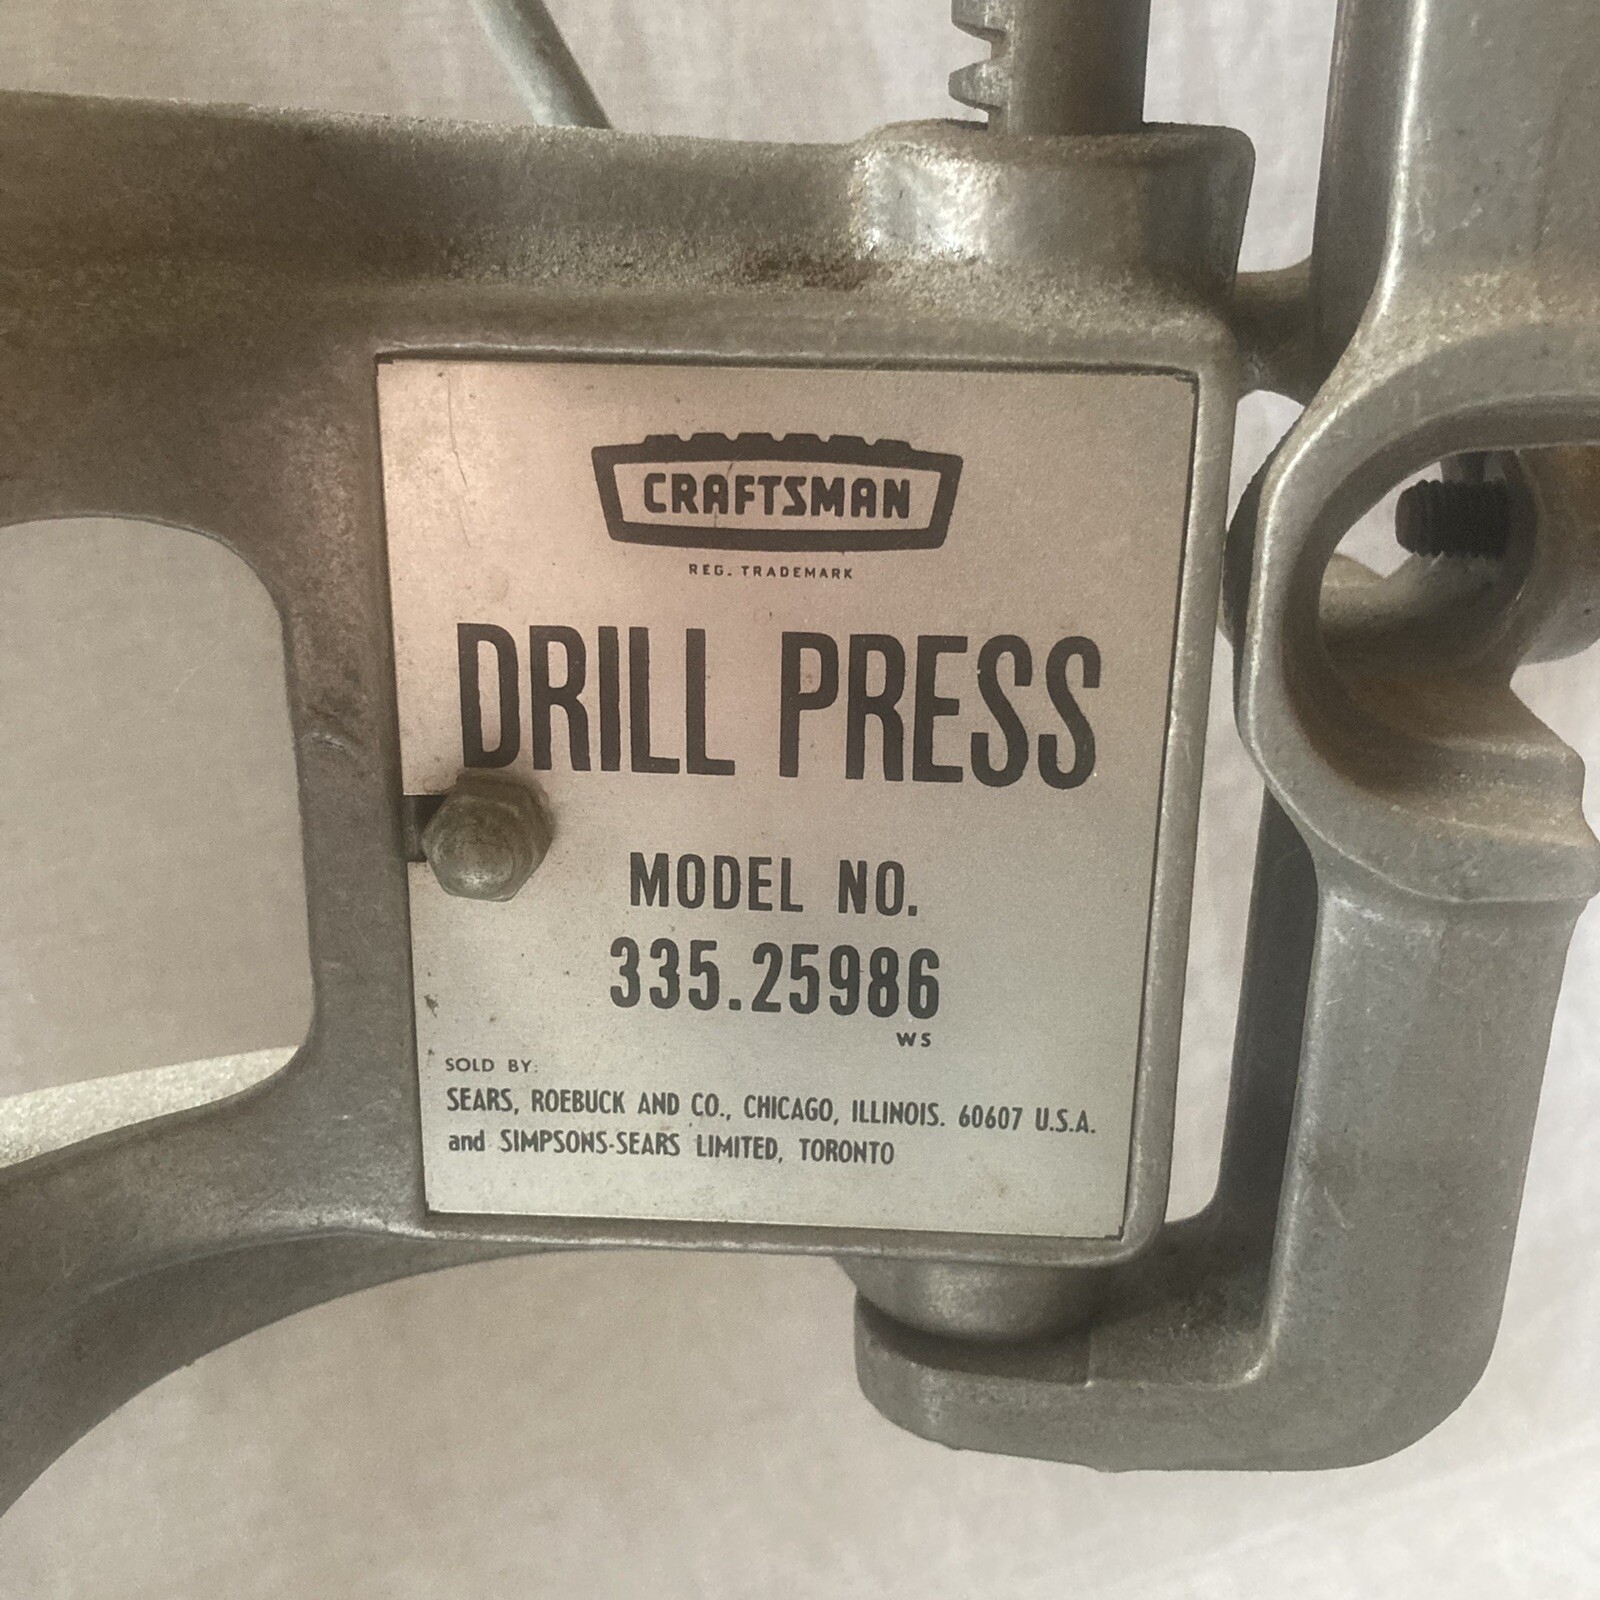 CRAFTSMAN
REG. TRADEMARK
DRILL PRESS
MODEL NO.
335.25986
WS
SOLD BY:
SEARS, ROEBUCK AND CO., CHICAGO, ILLINOIS. 60607 U.S.A.
and SIMPSONS-SEARS LIMITED, TORONTO